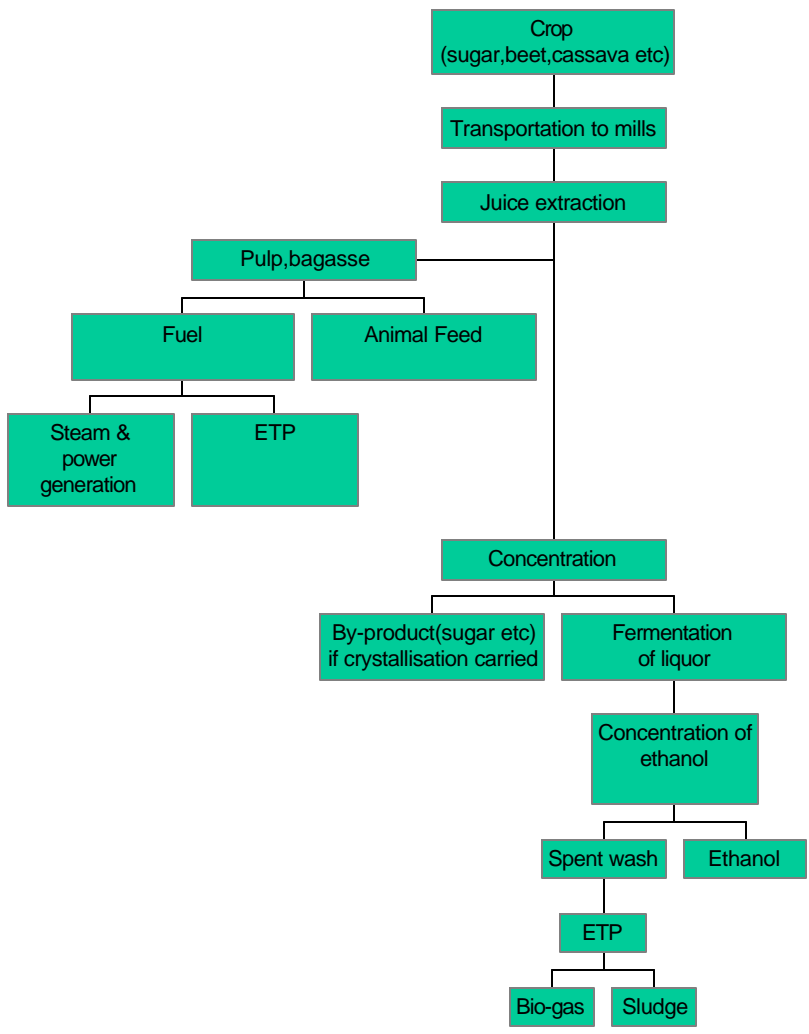 Crop
(sugar,beet,cassava etc)
Transportation to mills
Juice extraction
Pulp,bagasse
Fuel
Animal Feed
Steam &
power
generation
ETP
Concentration
By-product(sugar etc)
if crystallisation carried
Fermentation
of liquor
Concentration of
ethanol
Spent wash
Ethanol
ETP
Bio-gas
Sludge